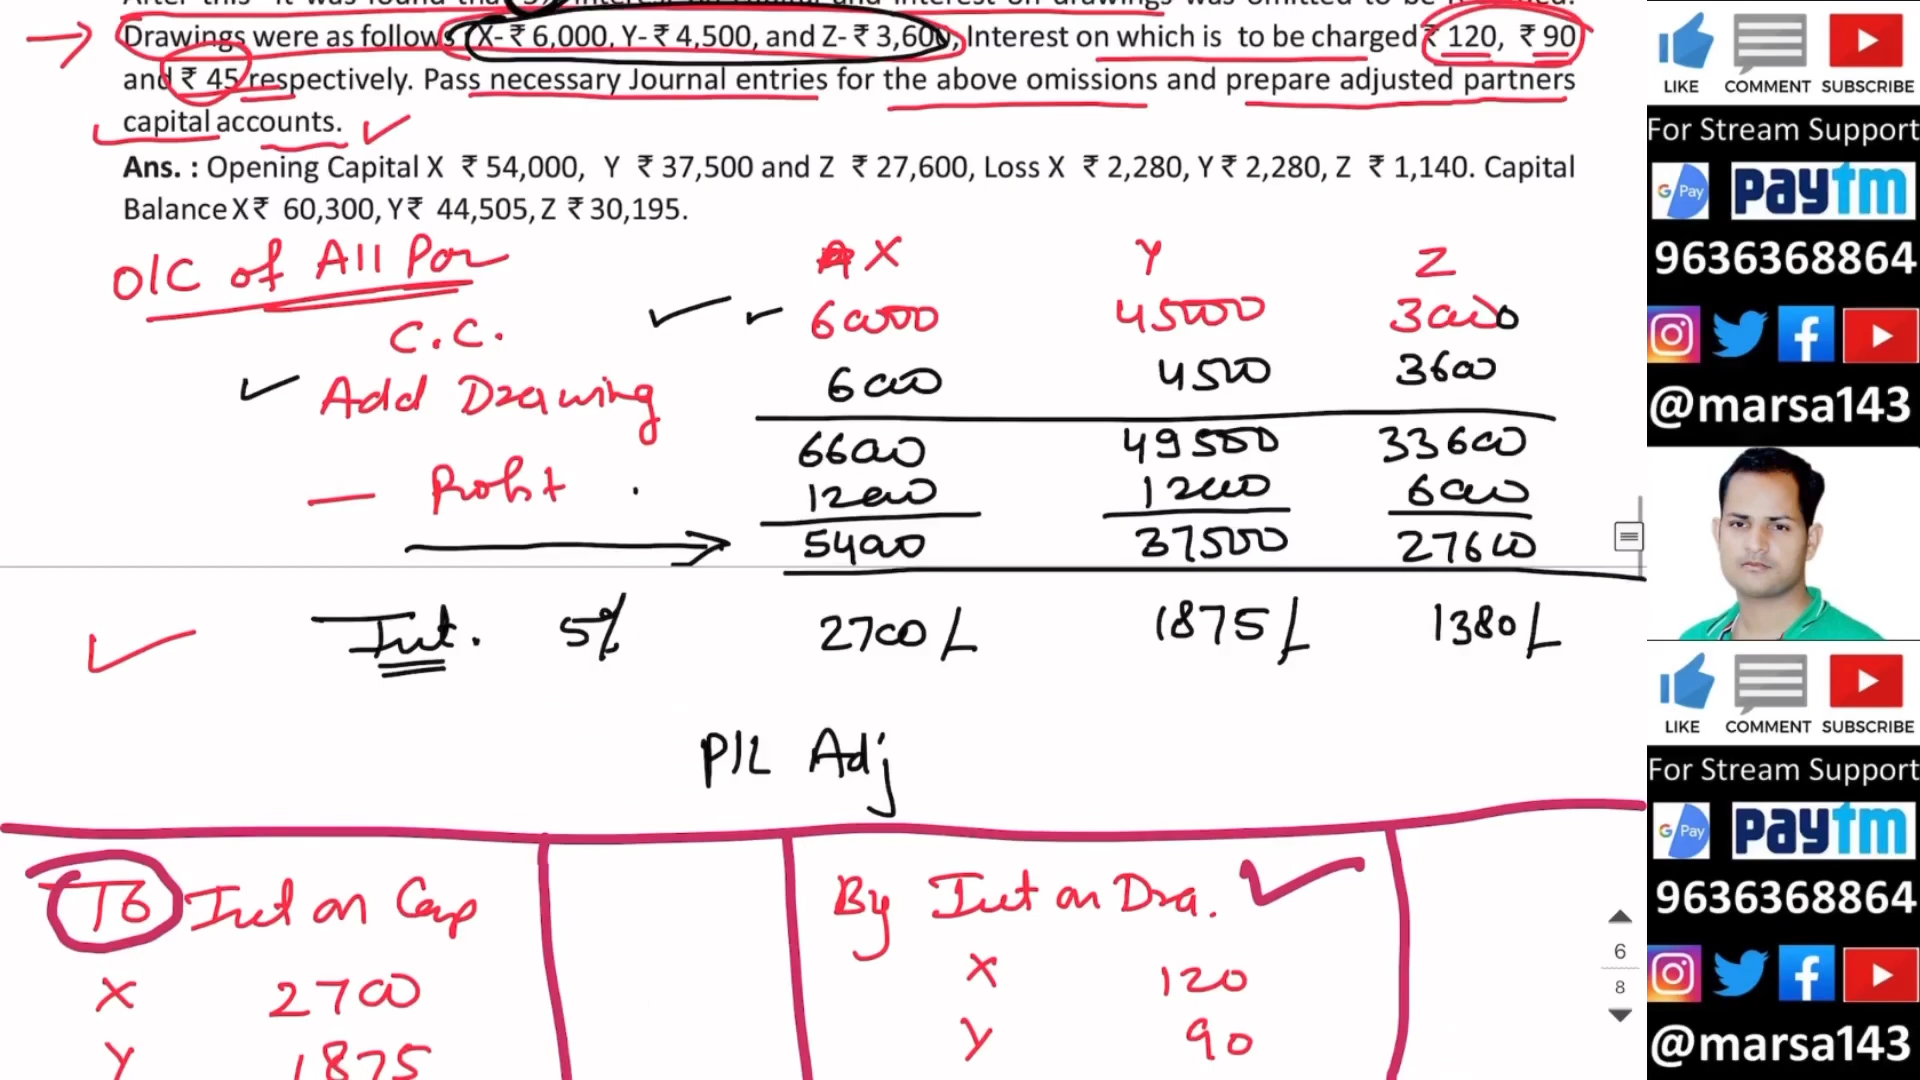 Drawings were as follows (X- ₹ 6,000, Y- ₹ 4,500, and Z- ₹ 3,600, Interest on which is to be charged ₹ 120, ₹ 90
and ₹ 45 respectively. Pass necessary Journal entries for the above omissions and prepare adjusted partners
capital accounts.
Ans. : Opening Capital X ₹ 54,000, Y ₹ 37,500 and Z ₹ 27,600, Loss X ₹ 2,280, Y ₹ 2,280, Z ₹ 1,140. Capital
Balance X ₹ 60,300, Y ₹ 44,505, Z ₹ 30,195.
O/C of All Par
X Y Z
C.C. 60000 45000 30000
Add Drawing 6000 4500 3600
66000 49500 33600
— Profit 12000 12000 6000
54000 37500 27600
Int. 5% 2700 1875 1380
P/L Adj
To Int on Cap
X 2700
Y 1875
By Int on Dra.
X 120
Y 90
6
8
LIKE COMMENT SUBSCRIBE
For Stream Support
G Pay paytm
9636368864
@marsa143
LIKE COMMENT SUBSCRIBE
For Stream Support
G Pay paytm
9636368864
@marsa143